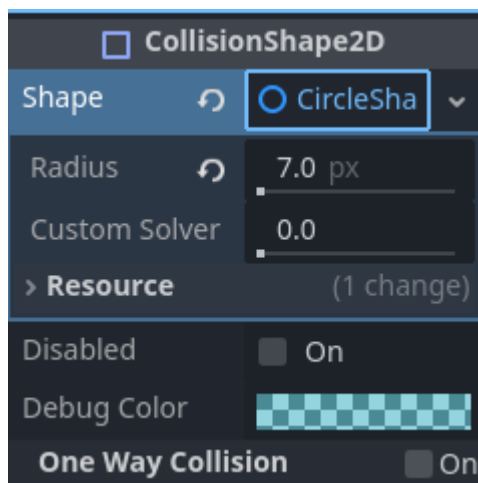 CollisionShape2D
Shape CircleSha
Radius 7.0 px
Custom Solver 0.0
Resource (1 change)
Disabled On
Debug Color
One Way Collision On